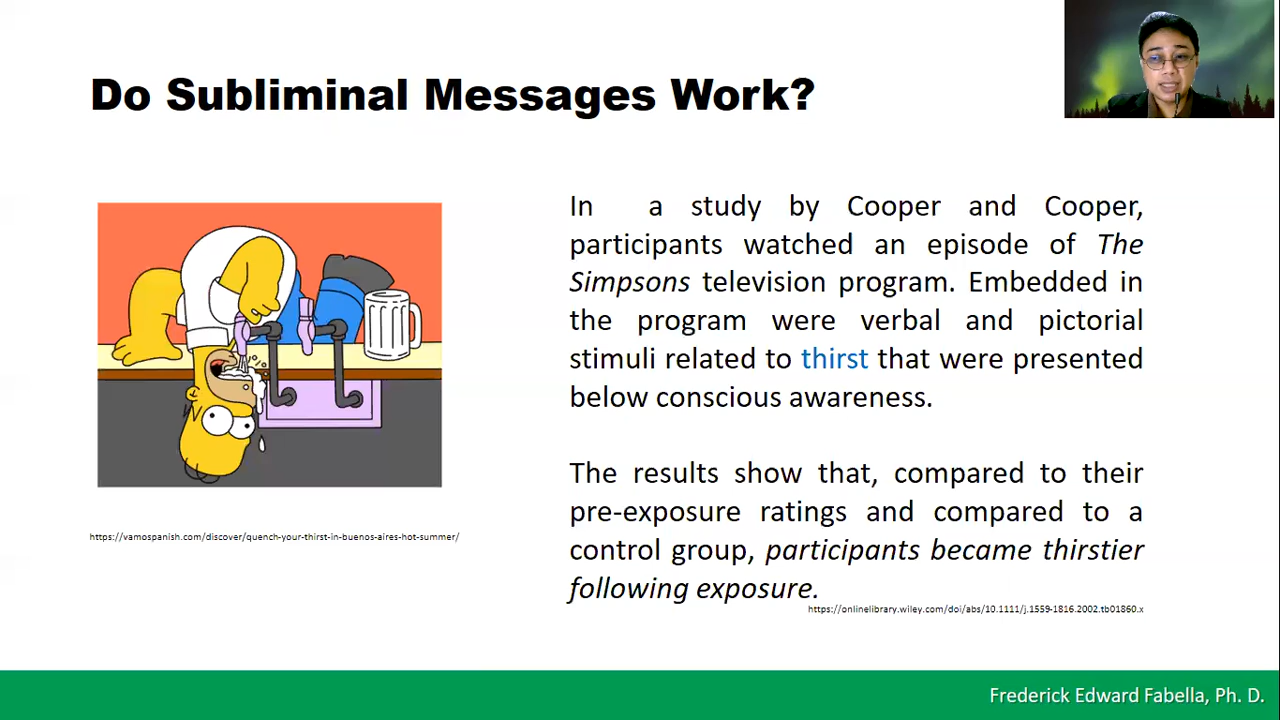 Do Subliminal Messages Work?
In a study by Cooper and Cooper,
participants watched an episode of The
Simpsons television program. Embedded in
the program were verbal and pictorial
stimuli related to thirst that were presented
below conscious awareness.
The results show that, compared to their
pre-exposure ratings and compared to a
control group, participants became thirstier
following exposure.
https://vamospanish.com/discover/quench-your-thirst-in-buenos-aires-hot-summer/
https://onlinelibrary.wiley.com/doi/abs/10.1111/j.1559-1816.2002.tb01860.x
Frederick Edward Fabella, Ph. D.